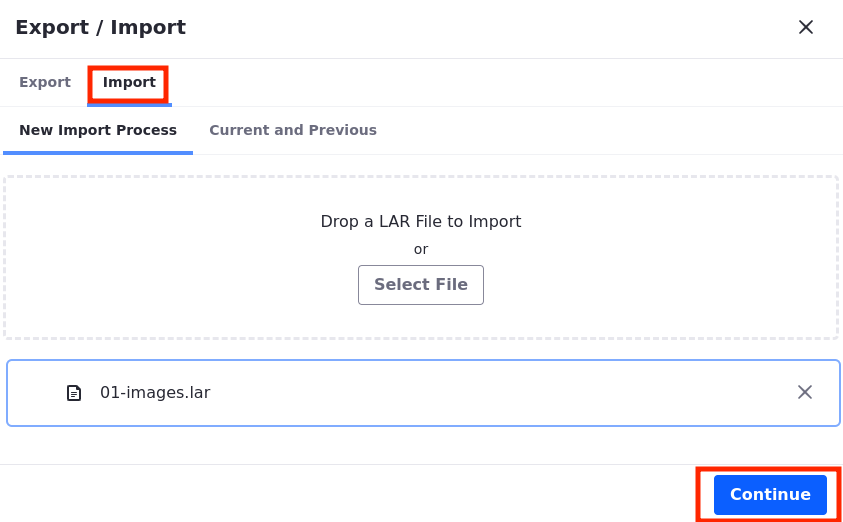 Export / Import
Export Import
New Import Process Current and Previous
Drop a LAR File to Import
or
Select File
01-images.lar
Continue